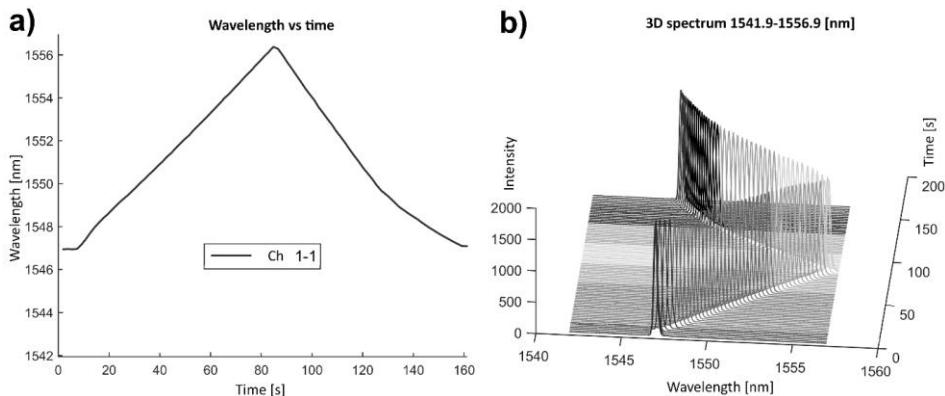 a)
Wavelength vs time
Wavelength [nm]
1556
1554
1552
1550
1548
1546
1544
1542
0 20 40 60 80 100 120 140 160
Time [s]
Ch 1-1
b)
3D spectrum 1541.9-1556.9 [nm]
Intensity
2000
1500
1000
500
0
1540 1545 1550 1555 1560
Wavelength [nm]
Time [s]
200
150
100
50
0